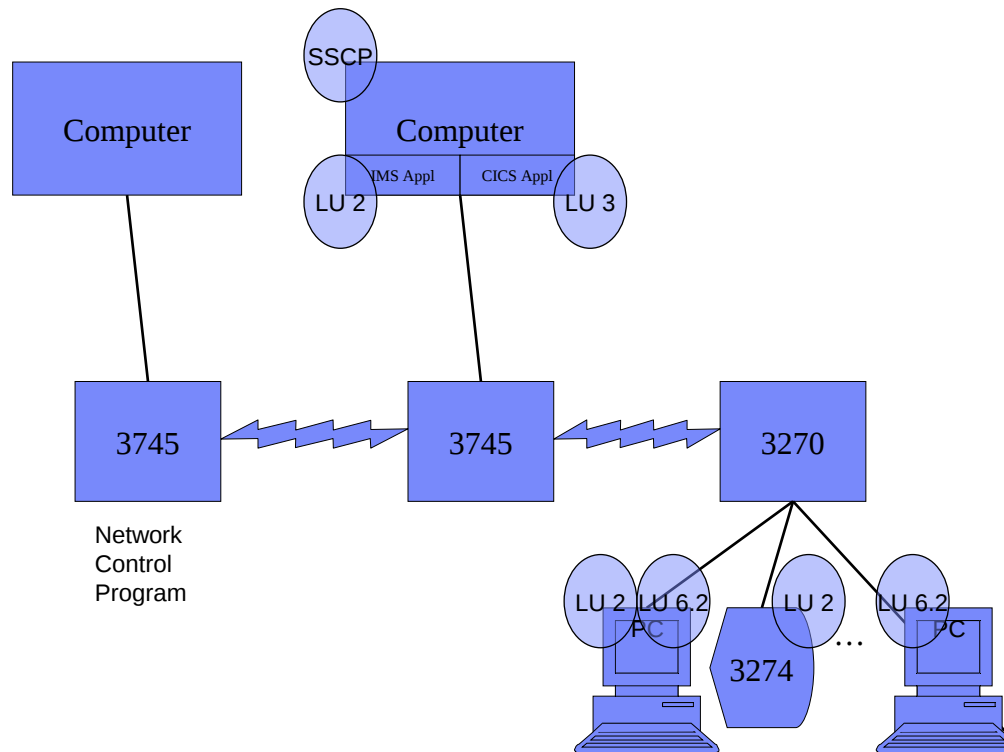 SSCP
Computer
Computer
IMS Appl
CICS Appl
LU 2
LU 3
3745
3745
3270
Network
Control
Program
LU 2
LU 6.2
LU 2
LU 6.2
PC
PC
...
3274